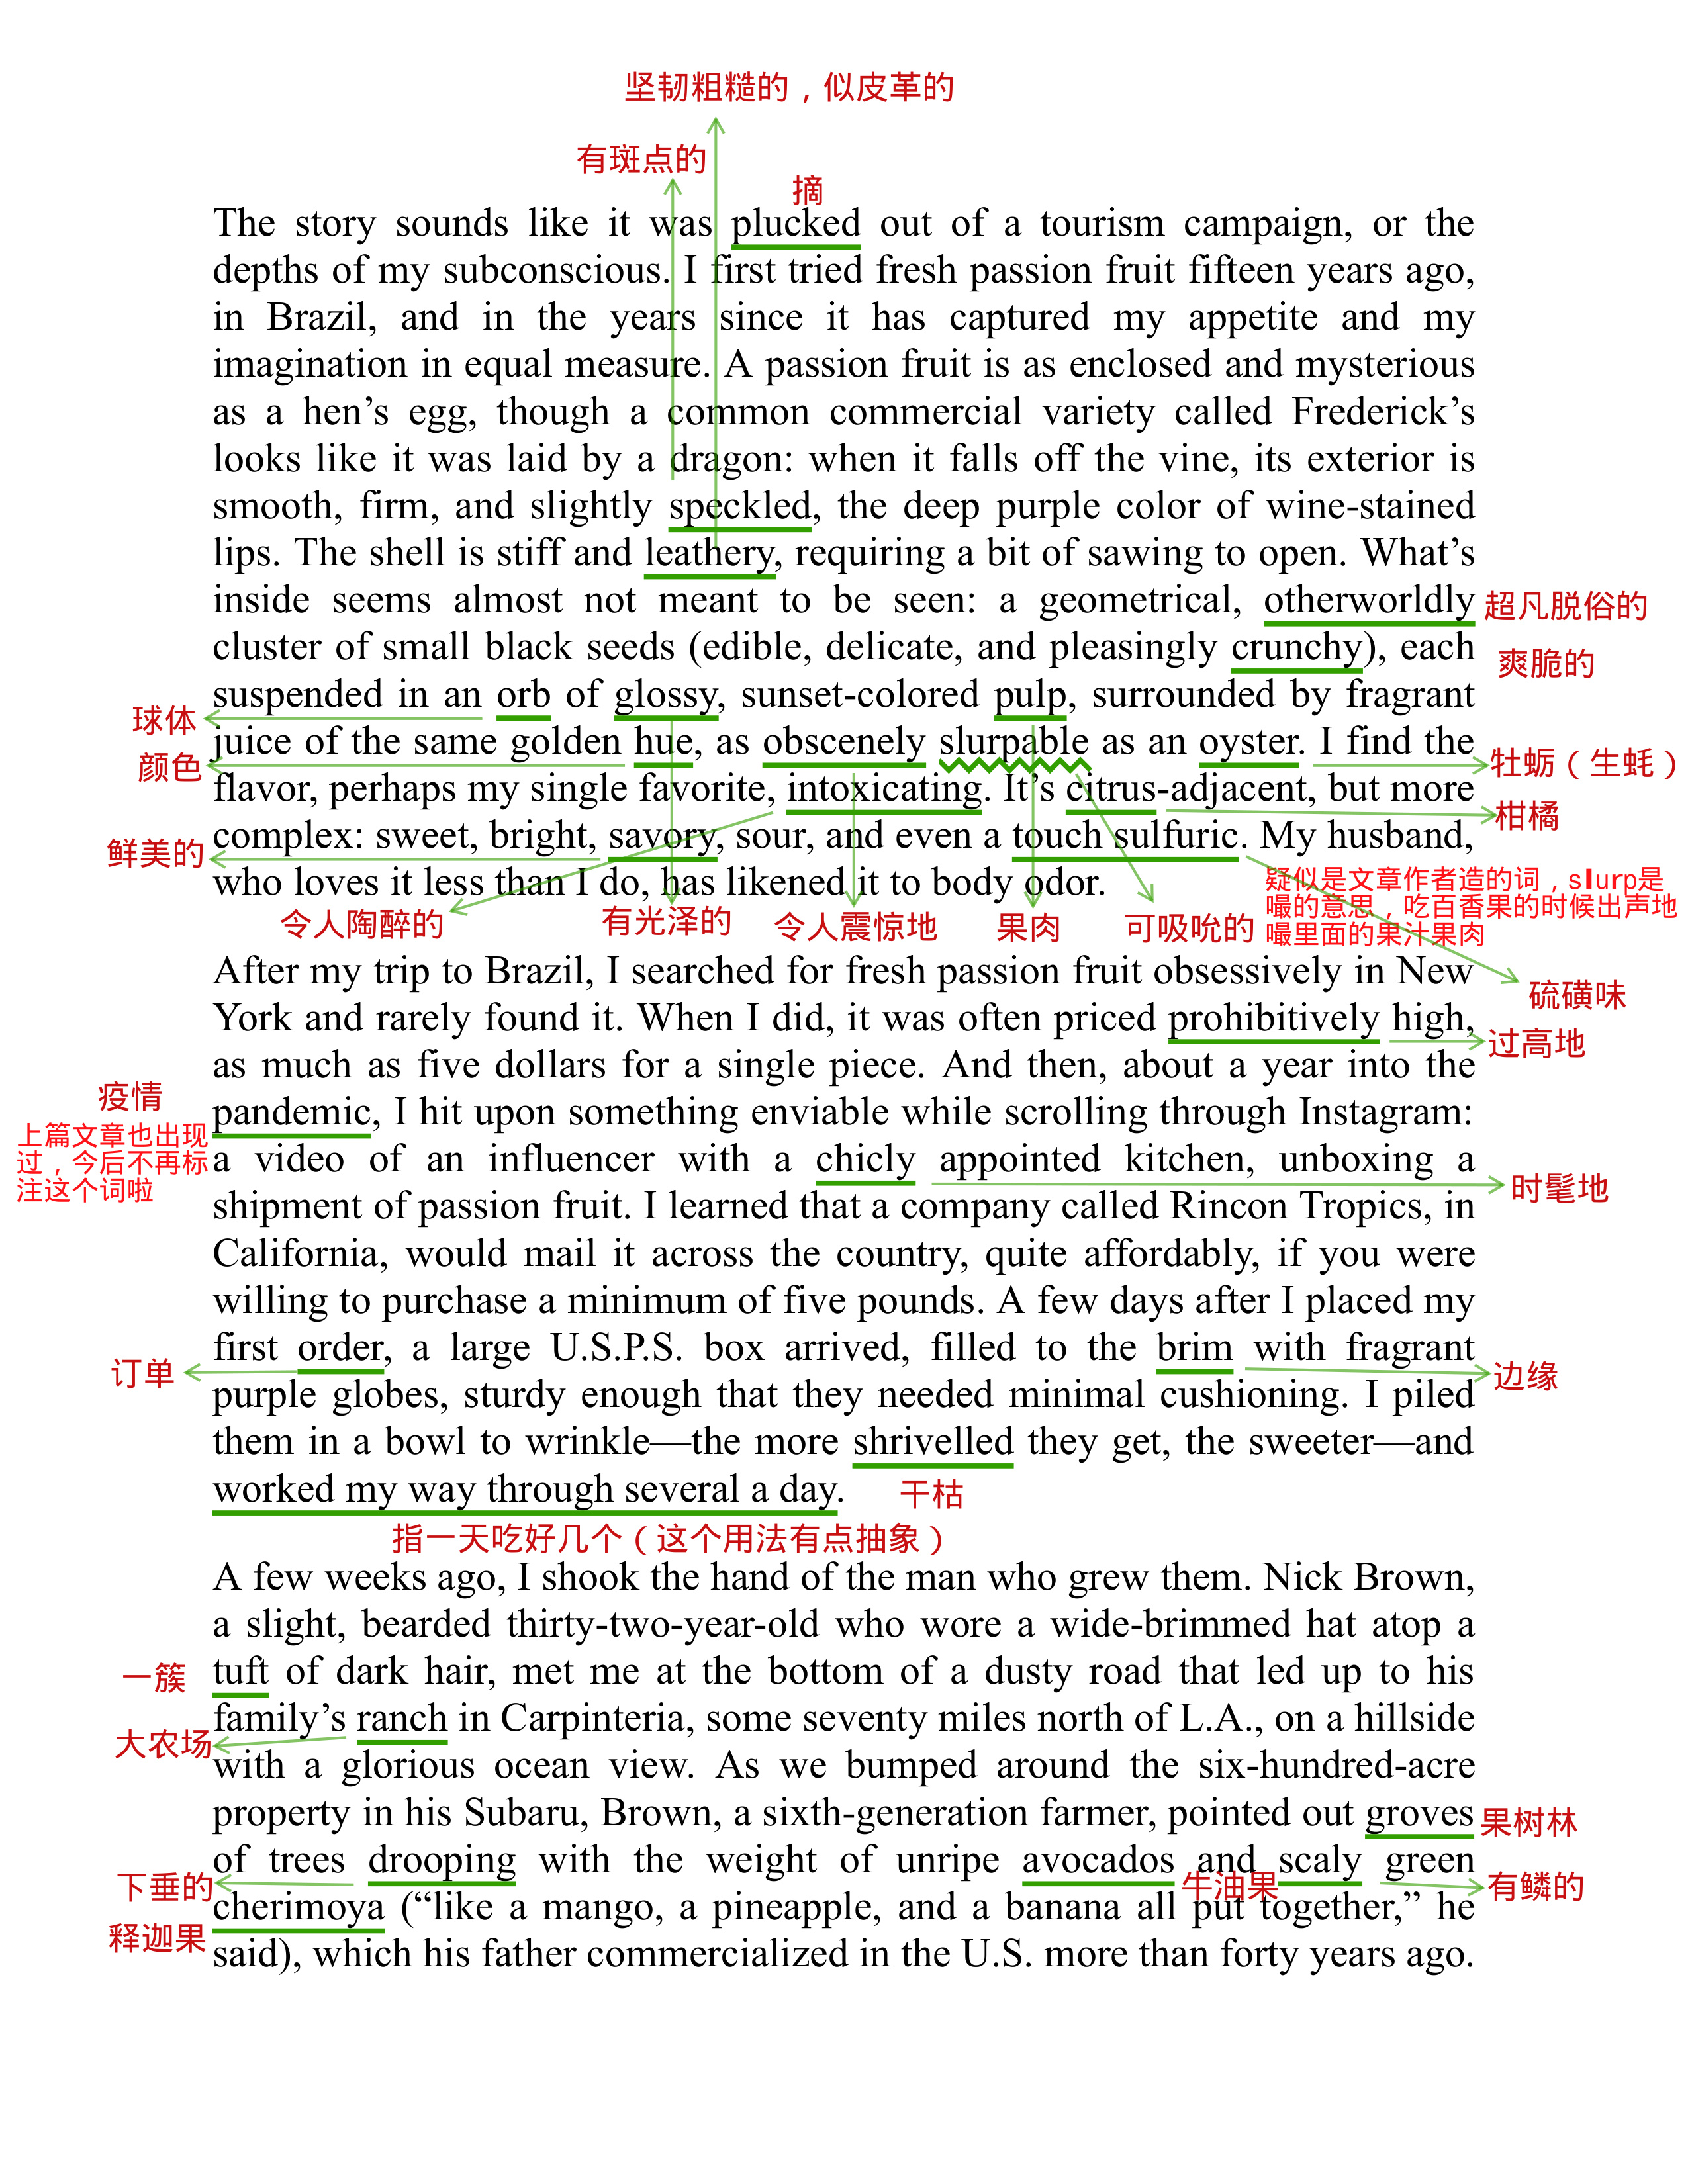 坚韧粗糙的，似皮革的
有斑点的
摘
The story sounds like it was plucked out of a tourism campaign, or the
depths of my subconscious. I first tried fresh passion fruit fifteen years ago,
in Brazil, and in the years since it has captured my appetite and my
imagination in equal measure. A passion fruit is as enclosed and mysterious
as a hen’s egg, though a common commercial variety called Frederick’s
looks like it was laid by a dragon: when it falls off the vine, its exterior is
smooth, firm, and slightly speckled, the deep purple color of wine-stained
lips. The shell is stiff and leathery, requiring a bit of sawing to open. What’s
inside seems almost not meant to be seen: a geometrical, otherworldly
超凡脱俗的
cluster of small black seeds (edible, delicate, and pleasingly crunchy), each
爽脆的
suspended in an orb of glossy, sunset-colored pulp, surrounded by fragrant
球体
juice of the same golden hue, as obscenely slurpable as an oyster. I find the
颜色
牡蛎（生蚝）
flavor, perhaps my single favorite, intoxicating. It’s citrus-adjacent, but more
柑橘
complex: sweet, bright, savory, sour, and even a touch sulfuric. My husband,
鲜美的
who loves it less than I do, has likened it to body odor.
疑似是文章作者造的词，slurp是
嘬的意思，吃百香果的时候出声地
嘬里面的果汁果肉
令人陶醉的
有光泽的
令人震惊地
果肉
可吸吮的
After my trip to Brazil, I searched for fresh passion fruit obsessively in New
硫磺味
York and rarely found it. When I did, it was often priced prohibitively high,
过高地
as much as five dollars for a single piece. And then, about a year into the
疫情
pandemic, I hit upon something enviable while scrolling through Instagram:
上篇文章也出现
过，今后不再标
注这个词啦
a video of an influencer with a chicly appointed kitchen, unboxing a
时髦地
shipment of passion fruit. I learned that a company called Rincon Tropics, in
California, would mail it across the country, quite affordably, if you were
willing to purchase a minimum of five pounds. A few days after I placed my
first order, a large U.S.P.S. box arrived, filled to the brim with fragrant
订单
边缘
purple globes, sturdy enough that they needed minimal cushioning. I piled
them in a bowl to wrinkle—the more shrivelled they get, the sweeter—and
worked my way through several a day.
干枯
指一天吃好几个（这个用法有点抽象）
A few weeks ago, I shook the hand of the man who grew them. Nick Brown,
a slight, bearded thirty-two-year-old who wore a wide-brimmed hat atop a
一簇
tuft of dark hair, met me at the bottom of a dusty road that led up to his
family’s ranch in Carpinteria, some seventy miles north of L.A., on a hillside
大农场
with a glorious ocean view. As we bumped around the six-hundred-acre
property in his Subaru, Brown, a sixth-generation farmer, pointed out groves
果树林
of trees drooping with the weight of unripe avocados and scaly green
下垂的
牛油果
有鳞的
cherimoya (“like a mango, a pineapple, and a banana all put together,” he
释迦果
said), which his father commercialized in the U.S. more than forty years ago.